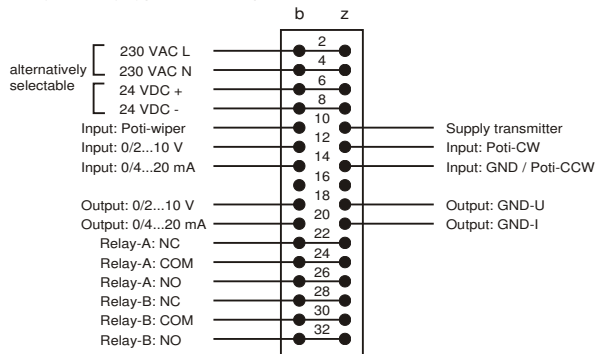 b z
alternatively
selectable
230 VAC L 2
230 VAC N 4
24 VDC + 6
24 VDC - 8
Input: Poti-wiper 10 Supply transmitter
Input: 0/2...10 V 12 Input: Poti-CW
Input: 0/4...20 mA 14 Input: GND / Poti-CCW
16
Output: 0/2...10 V 18 Output: GND-U
Output: 0/4...20 mA 20 Output: GND-I
Relay-A: NC 22
Relay-A: COM 24
Relay-A: NO 26
Relay-B: NC 28
Relay-B: COM 30
Relay-B: NO 32